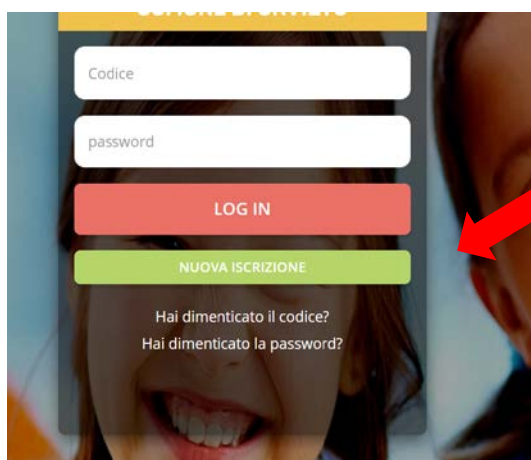 Codice
password
LOG IN
NUOVA ISCRIZIONE
Hai dimenticato il codice?
Hai dimenticato la password?